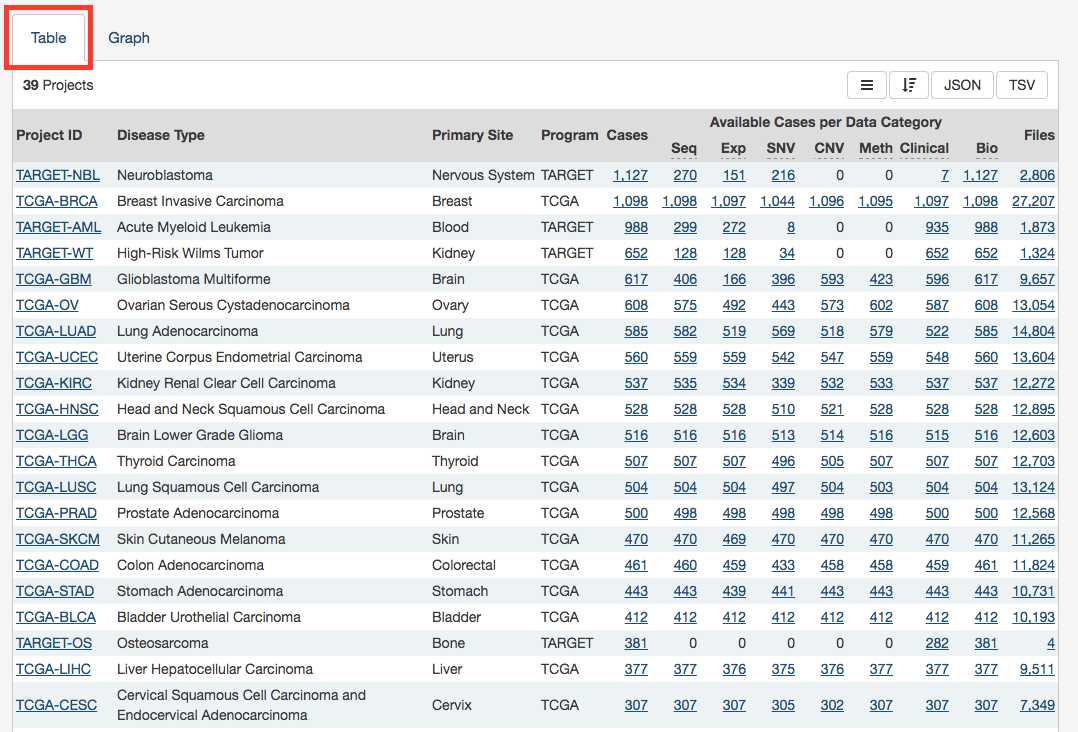 Table Graph
39 Projects JSON TSV
Available Cases per Data Category
Project ID Disease Type Primary Site Program Cases Files
Seq Exp SNV CNV Meth Clinical Bio
TARGET-NBL Neuroblastoma Nervous System TARGET 1,127 270 151 216 0 0 7 1,127 2,806
TCGA-BRCA Breast Invasive Carcinoma Breast TCGA 1,098 1,098 1,097 1,044 1,096 1,095 1,097 1,098 27,207
TARGET-AML Acute Myeloid Leukemia Blood TARGET 988 299 272 8 0 0 935 988 1,873
TARGET-WT High-Risk Wilms Tumor Kidney TARGET 652 128 128 34 0 0 652 652 1,324
TCGA-GBM Glioblastoma Multiforme Brain TCGA 617 406 166 396 593 423 596 617 9,657
TCGA-OV Ovarian Serous Cystadenocarcinoma Ovary TCGA 608 575 492 443 573 602 587 608 13,054
TCGA-LUAD Lung Adenocarcinoma Lung TCGA 585 582 519 569 518 579 522 585 14,804
TCGA-UCEC Uterine Corpus Endometrial Carcinoma Uterus TCGA 560 559 559 542 547 559 548 560 13,604
TCGA-KIRC Kidney Renal Clear Cell Carcinoma Kidney TCGA 537 535 534 339 532 533 537 537 12,272
TCGA-HNSC Head and Neck Squamous Cell Carcinoma Head and Neck TCGA 528 528 528 510 521 528 528 528 12,895
TCGA-LGG Brain Lower Grade Glioma Brain TCGA 516 516 516 513 514 516 515 516 12,603
TCGA-THCA Thyroid Carcinoma Thyroid TCGA 507 507 507 496 505 507 507 507 12,703
TCGA-LUSC Lung Squamous Cell Carcinoma Lung TCGA 504 504 504 497 504 503 504 504 13,124
TCGA-PRAD Prostate Adenocarcinoma Prostate TCGA 500 498 498 498 498 498 500 500 12,568
TCGA-SKCM Skin Cutaneous Melanoma Skin TCGA 470 470 469 470 470 470 470 470 11,265
TCGA-COAD Colon Adenocarcinoma Colorectal TCGA 461 460 459 433 458 458 459 461 11,824
TCGA-STAD Stomach Adenocarcinoma Stomach TCGA 443 443 439 441 443 443 443 443 10,731
TCGA-BLCA Bladder Urothelial Carcinoma Bladder TCGA 412 412 412 412 412 412 412 412 10,193
TARGET-OS Osteosarcoma Bone TARGET 381 0 0 0 0 0 282 381 4
TCGA-LIHC Liver Hepatocellular Carcinoma Liver TCGA 377 377 376 375 376 377 377 377 9,511
Cervical Squamous Cell Carcinoma and
TCGA-CESC Cervix TCGA 307 307 307 305 302 307 307 307 7,349
Endocervical Adenocarcinoma